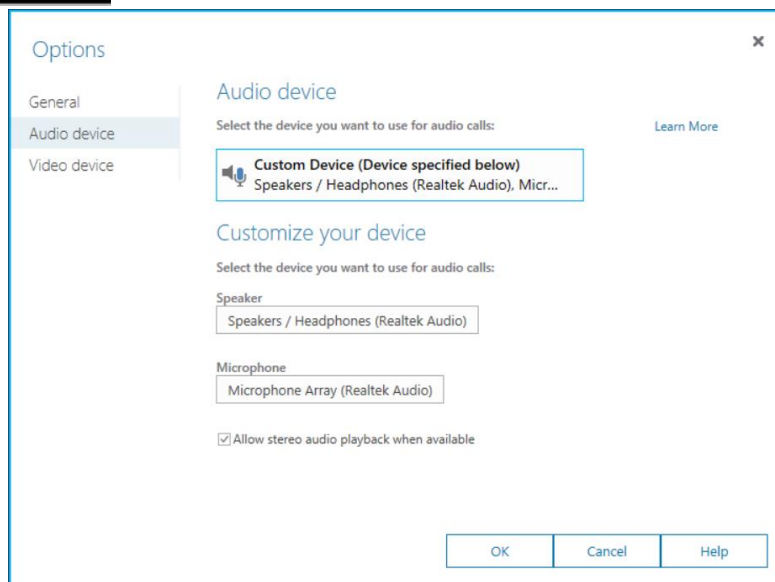 Options
General
Audio device
Video device
Audio device
Select the device you want to use for audio calls:
Learn More
Custom Device (Device specified below)
Speakers / Headphones (Realtek Audio), Micr...
Customize your device
Select the device you want to use for audio calls:
Speaker
Speakers / Headphones (Realtek Audio)
Microphone
Microphone Array (Realtek Audio)
Allow stereo audio playback when available
OK
Cancel
Help